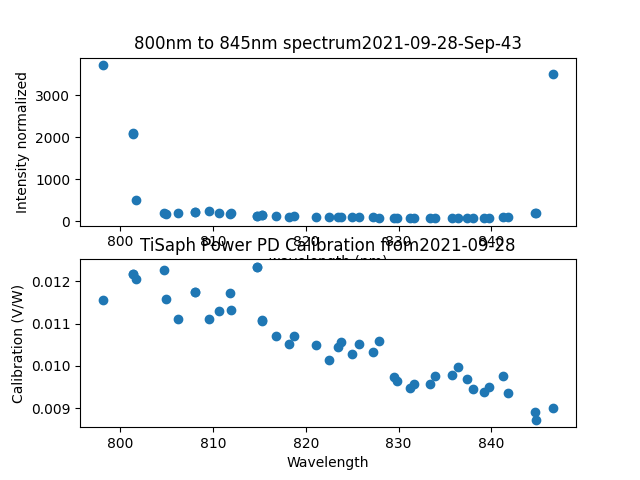 800nm to 845nm spectrum2021-09-28-Sep-43
Intensity normalized
3000
2000
1000
0
800 810 820 830 840
wavelength (nm)
TiSaph Power PD Calibration from2021-09-28
Calibration (V/W)
0.012
0.011
0.010
0.009
800 810 820 830 840
Wavelength